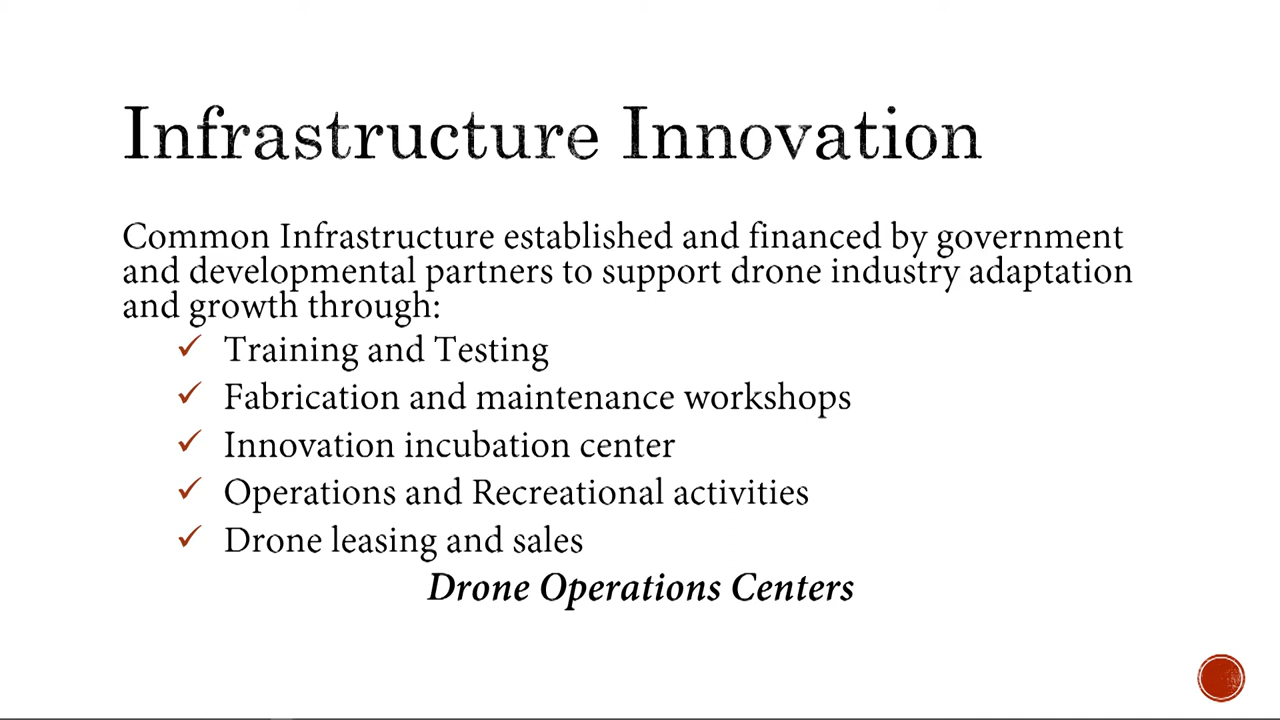 Infrastructure Innovation
Common Infrastructure established and financed by government
and developmental partners to support drone industry adaptation
and growth through:
✓ Training and Testing
✓ Fabrication and maintenance workshops
✓ Innovation incubation center
✓ Operations and Recreational activities
✓ Drone leasing and sales
Drone Operations Centers